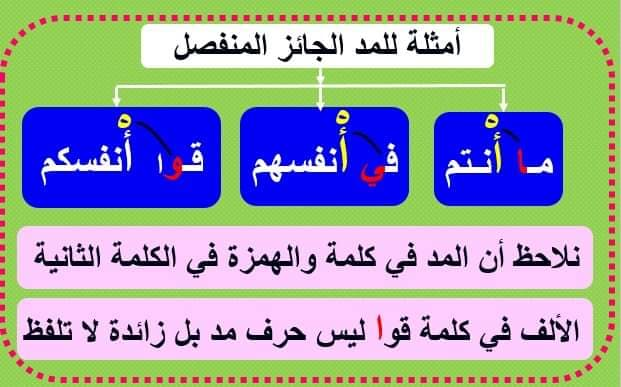 أمثلة للمد الجائز المنفصل
مـا أنـتم
في أنفسهم
قـوا أنفسكم
نلاحظ أن المد في كلمة والهمزة في الكلمة الثانية
الألف في كلمة قوا ليس حرف مد بل زائدة لا تلفظ